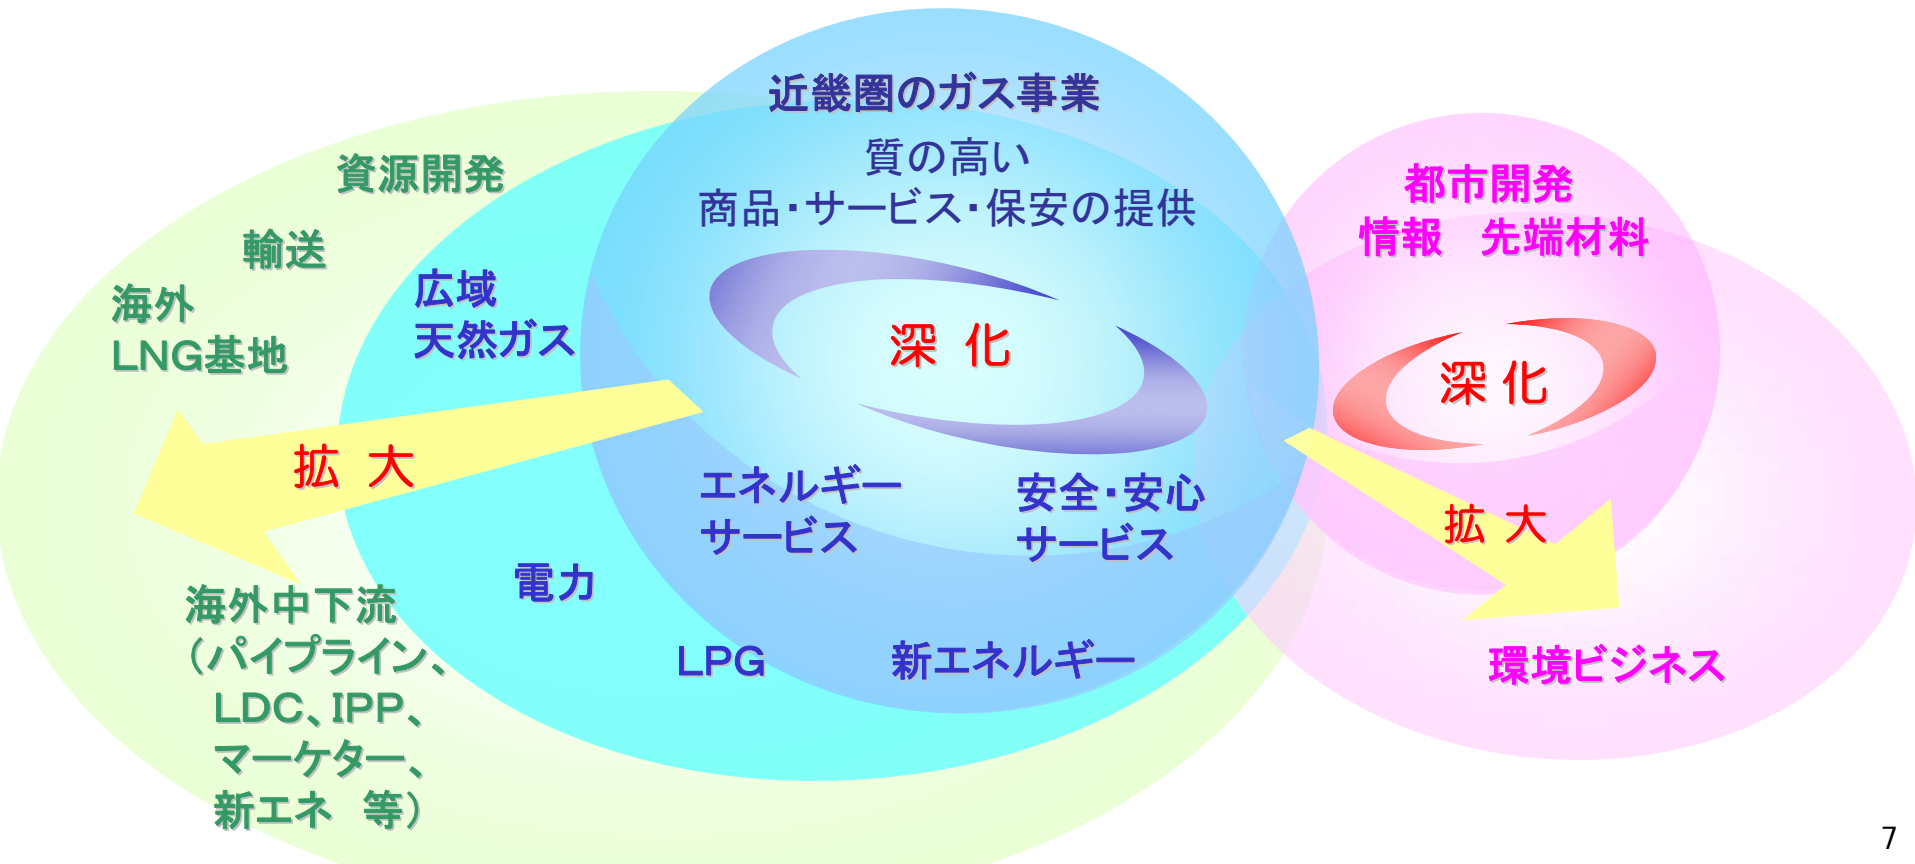 近畿圏のガス事業
質の高い
商品・サービス・保安の提供
深 化
資源開発
輸送
海外
LNG基地
広域
天然ガス
拡 大
エネルギー
サービス
安全・安心
サービス
電力
LPG
新エネルギー
海外中下流
（パイプライン、
LDC、IPP、
マーケター、
新エネ　等）
都市開発
情報　先端材料
深 化
拡 大
環境ビジネス
7